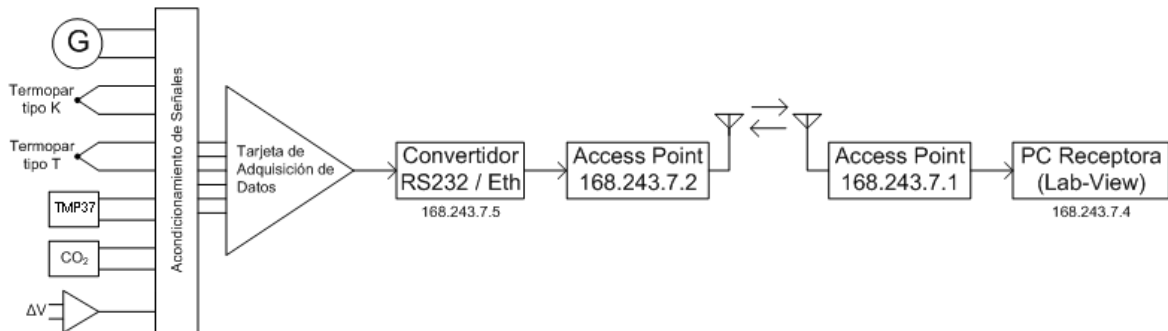 G
Termopar
tipo K
Termopar
tipo T
TMP37
CO₂
ΔV
Acondicionamiento de Señales
Tarjeta de
Adquisición de
Datos
Convertidor
RS232 / Eth
168.243.7.5
Access Point
168.243.7.2
Access Point
168.243.7.1
PC Receptora
(Lab-View)
168.243.7.4